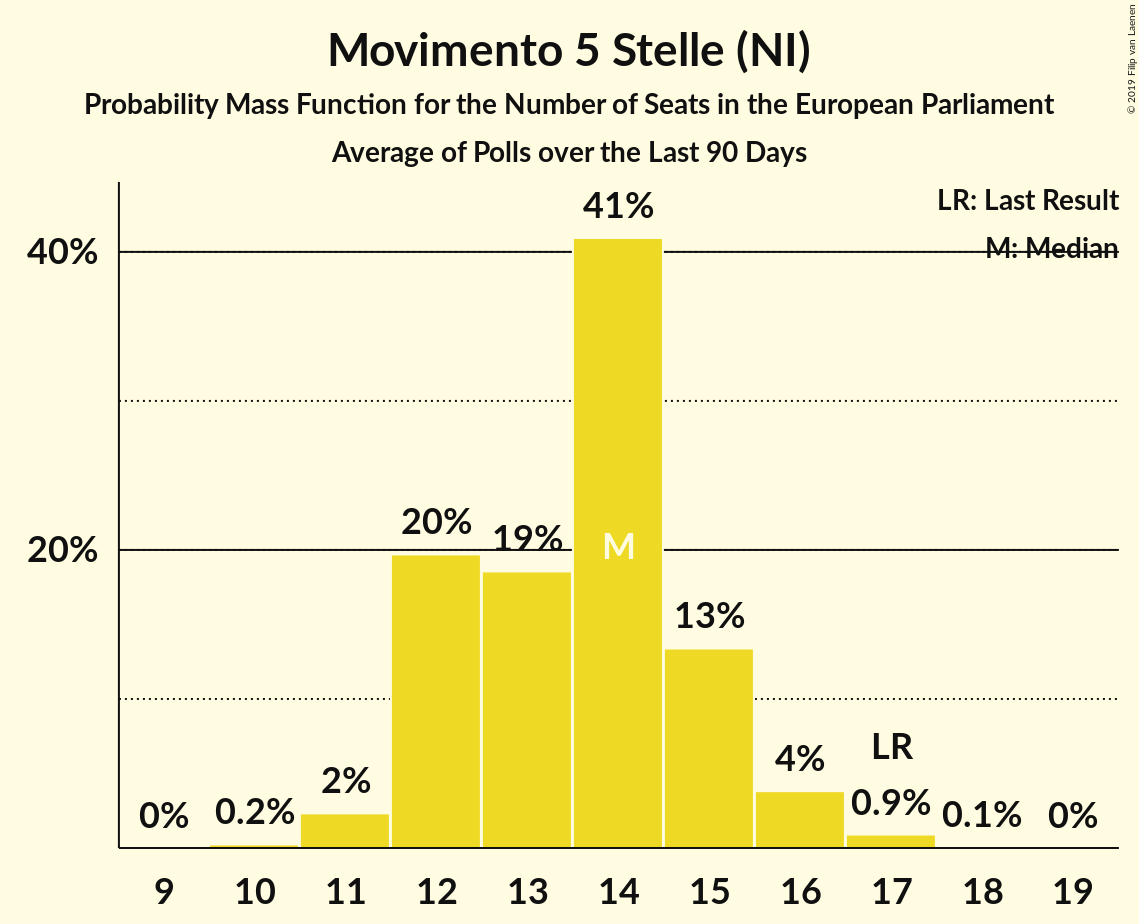 Movimento 5 Stelle (NI)
Probability Mass Function for the Number of Seats in the European Parliament
Average of Polls over the Last 90 Days
© 2019 Filip van Laenen
LR: Last Result
M: Median
40%
20%
0%
0.2%
2%
20%
19%
41%
M
13%
4%
LR
0.9%
0.1%
0%
9 10 11 12 13 14 15 16 17 18 19